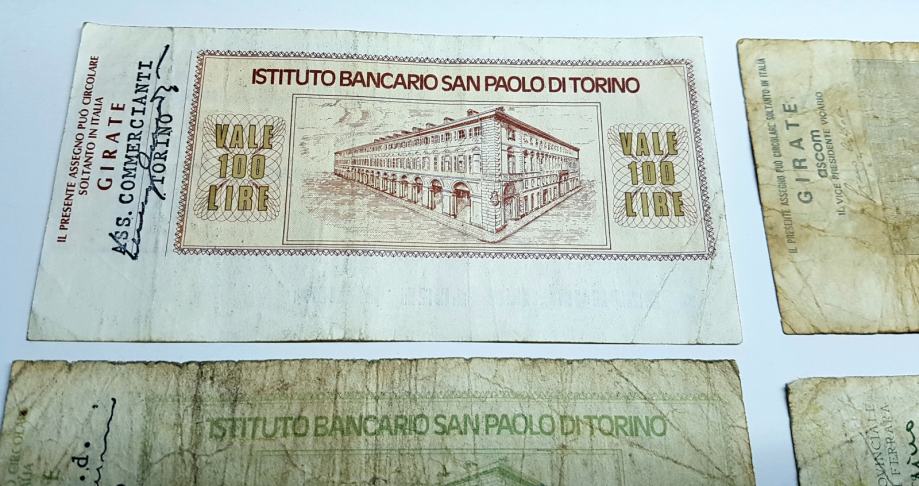 IL PRESENTE ASSEGNO PUÒ CIRCOLARE
SOLTANTO IN ITALIA
GIRATE
ASS. COMMERCIANTI
TORINO
ISTITUTO BANCARIO SAN PAOLO DI TORINO
VALE
100
LIRE
VALE
100
LIRE
IL PRESENTE ASSEGNO PUÒ CIRCOLARE SOLTANTO IN ITALIA
GIRATE
ascom
IL VICE PRESIDENTE VICARIO
ISTITUTO BANCARIO SAN PAOLO DI TORINO